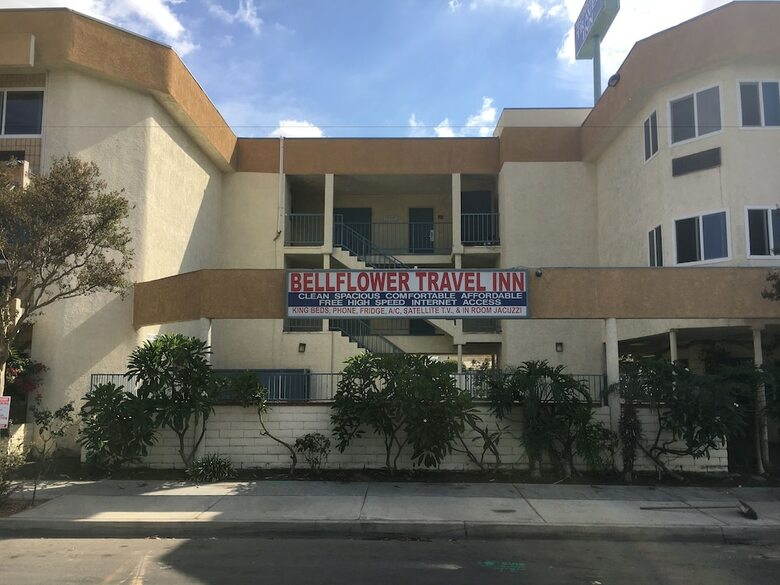 BELLFLOWER TRAVEL INN
CLEAN SPACIOUS COMFORTABLE AFFORDABLE
FREE HIGH SPEED INTERNET ACCESS
KING BEDS, PHONE, FRIDGE, A/C, SATELLITE T.V., & IN ROOM JACUZZI